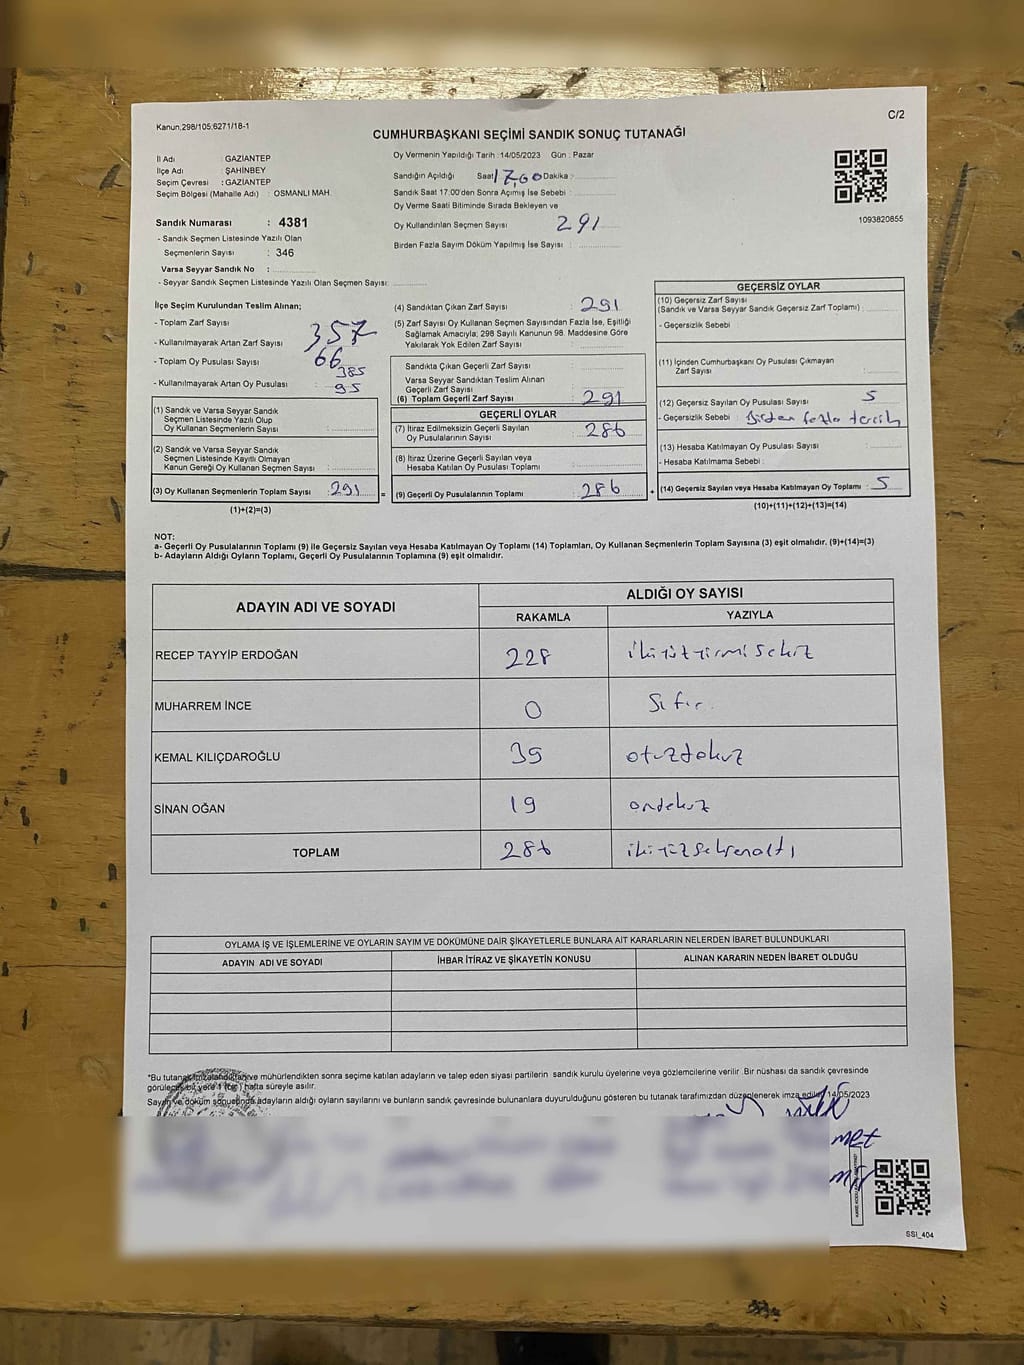 Kanun:298/105;6271/18-1
C/2
CUMHURBAŞKANI SEÇİMİ SANDIK SONUÇ TUTANAĞI
İl Adı : GAZİANTEP
İlçe Adı : ŞAHİNBEY
Seçim Çevresi : GAZİANTEP
Seçim Bölgesi (Mahalle Adı) : OSMANLI MAH.
Sandık Numarası : 4381
- Sandık Seçmen Listesinde Yazılı Olan
Seçmenlerin Sayısı : 346
Varsa Seyyar Sandık No :
- Seyyar Sandık Seçmen Listesinde Yazılı Olan Seçmen Sayısı:
Oy Vermenin Yapıldığı Tarih : 14/05/2023 Gün : Pazar
Sandığın Açıldığı Saat 17,00 Dakika :
Sandık Saat 17.00'den Sonra Açımış İse Sebebi :
Oy Verme Saati Bitiminde Sırada Bekleyen ve
Oy Kullandırılan Seçmen Sayısı 291
Birden Fazla Sayım Döküm Yapılmış İse Sayısı :
1093820855
İlçe Seçim Kurulundan Teslim Alınan;
- Toplam Zarf Sayısı 357
- Kullanılmayarak Artan Zarf Sayısı : 66
- Toplam Oy Pusulası Sayısı : 385
- Kullanılmayarak Artan Oy Pusulası : 95
(1) Sandık ve Varsa Seyyar Sandık
Seçmen Listesinde Yazılı Olup
Oy Kullanan Seçmenlerin Sayısı :
(2) Sandık ve Varsa Seyyar Sandık
Seçmen Listesinde Kayıtlı Olmayan
Kanun Gereği Oy Kullanan Seçmen Sayısı :
(3) Oy Kullanan Seçmenlerin Toplam Sayısı : 291 =
(1)+(2)=(3)
(4) Sandıktan Çıkan Zarf Sayısı : 291
(5) Zarf Sayısı Oy Kullanan Seçmen Sayısından Fazla İse, Eşitliği
Sağlamak Amacıyla; 298 Sayılı Kanunun 98. Maddesine Göre
Yakılarak Yok Edilen Zarf Sayısı :
Sandıkta Çıkan Geçerli Zarf Sayısı :
Varsa Seyyar Sandıktan Teslim Alınan
Geçerli Zarf Sayısı :
(6) Toplam Geçerli Zarf Sayısı : 291
GEÇERLİ OYLAR
(7) İtiraz Edilmeksizin Geçerli Sayılan
Oy Pusulalarının Sayısı : 286
(8) İtiraz Üzerine Geçerli Sayılan veya
Hesaba Katılan Oy Pusulası Toplamı :
(9) Geçerli Oy Pusulalarının Toplamı : 286 +
GEÇERSİZ OYLAR
(10) Geçersiz Zarf Sayısı
(Sandık ve Varsa Seyyar Sandık Geçersiz Zarf Toplamı) :
- Geçersizlik Sebebi
(11) İçinden Cumhurbaşkanı Oy Pusulası Çıkmayan
Zarf Sayısı :
(12) Geçersiz Sayılan Oy Pusulası Sayısı : 5
- Geçersizlik Sebebi : Birden fazla tercih
(13) Hesaba Katılmayan Oy Pusulası Sayısı :
- Hesaba Katılmama Sebebi :
(14) Geçersiz Sayılan veya Hesaba Katılmayan Oy Toplamı : 5
(10)+(11)+(12)+(13)=(14)
NOT:
a- Geçerli Oy Pusulalarının Toplamı (9) ile Geçersiz Sayılan veya Hesaba Katılmayan Oy Toplamı (14) Toplamları, Oy Kullanan Seçmenlerin Toplam Sayısına (3) eşit olmalıdır. (9)+(14)=(3)
b- Adayların Aldığı Oyların Toplamı, Geçerli Oy Pusulalarının Toplamına (9) eşit olmalıdır.
ADAYIN ADI VE SOYADI ALDIĞI OY SAYISI
RAKAMLA YAZIYLA
RECEP TAYYİP ERDOĞAN 228 ikiyüzyirmisekiz
MUHARREM İNCE 0 Sıfır
KEMAL KILIÇDAROĞLU 39 otuzdokuz
SİNAN OĞAN 19 ondokuz
TOPLAM 286 ikiyüzseksenaltı
OYLAMA İŞ VE İŞLEMLERİNE VE OYLARIN SAYIM VE DÖKÜMÜNE DAİR ŞİKAYETLERLE BUNLARA AİT KARARLARIN NELERDEN İBARET BULUNDUKLARI
ADAYIN ADI VE SOYADI İHBAR İTİRAZ VE ŞİKAYETİN KONUSU ALINAN KARARIN NEDEN İBARET OLDUĞU
*Bu tutanak imzalandıktan ve mühürlendikten sonra seçime katılan adayların ve talep eden siyasi partilerin sandık kurulu üyelerine veya gözlemcilerine verilir. Bir nüshası da sandık çevresinde
görülecek bir yere 1 (bir) hafta süreyle asılır.
Sayım ve döküm sonucunda adayların aldığı oyların sayılarını ve bunların sandık çevresinde bulunanlara duyurulduğunu gösteren bu tutanak tarafımızdan düzenlenerek imza edildi. 14/05/2023
met
SSI_404